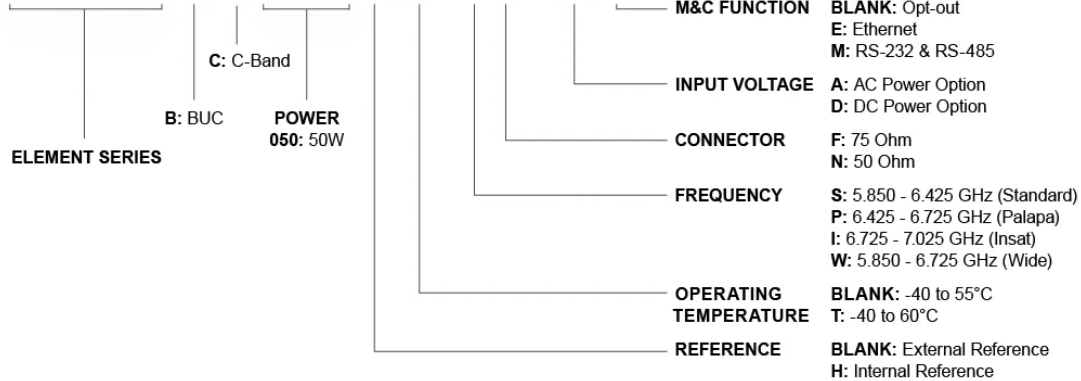 M&C FUNCTION BLANK: Opt-out
E: Ethernet
M: RS-232 & RS-485
C: C-Band
INPUT VOLTAGE A: AC Power Option
D: DC Power Option
B: BUC POWER
050: 50W
CONNECTOR F: 75 Ohm
N: 50 Ohm
ELEMENT SERIES
FREQUENCY S: 5.850 - 6.425 GHz (Standard)
P: 6.425 - 6.725 GHz (Palapa)
I: 6.725 - 7.025 GHz (Insat)
W: 5.850 - 6.725 GHz (Wide)
OPERATING BLANK: -40 to 55°C
TEMPERATURE T: -40 to 60°C
REFERENCE BLANK: External Reference
H: Internal Reference